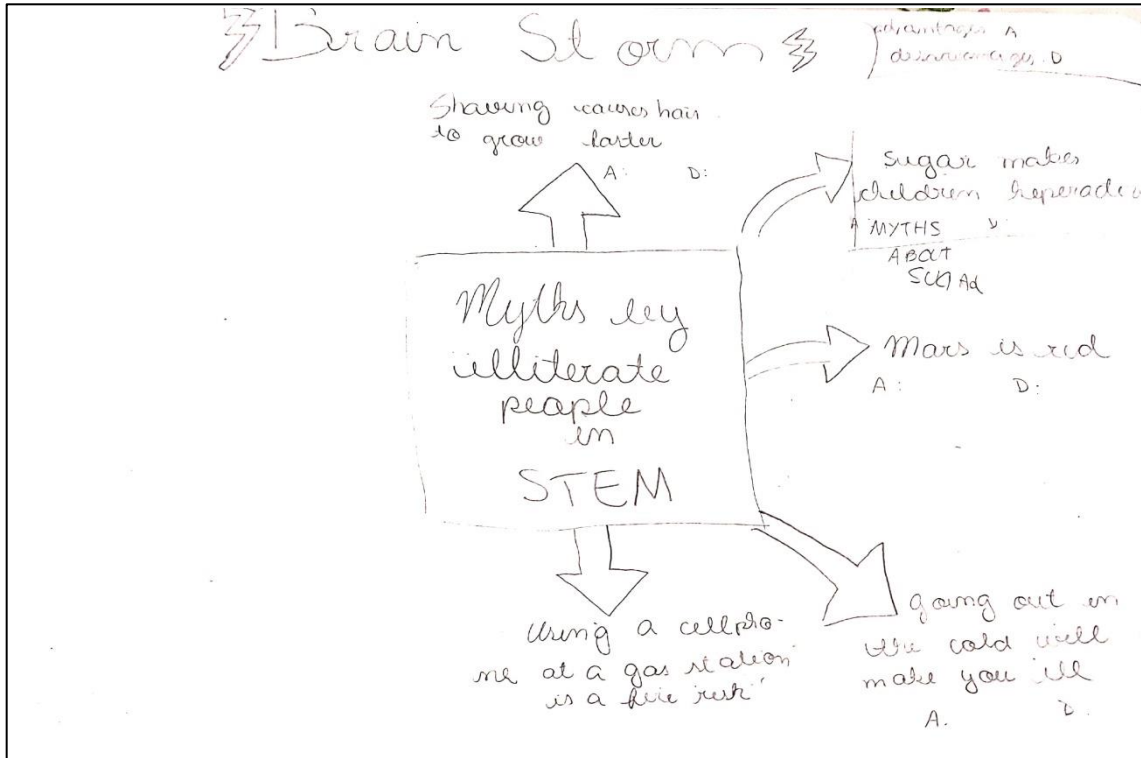 Brain Storm
advantages A
disadvantages D
Shaving causes hair
to grow faster
A: D:
sugar makes
children
A MYTHS D:
ABOUT
Mars is red
A: D:
Myths by
illiterate
people
in
STEM
Using a cellpho-
ne at a gas station
is a fire risk
going out in
the cold will
make you ill
A. D.